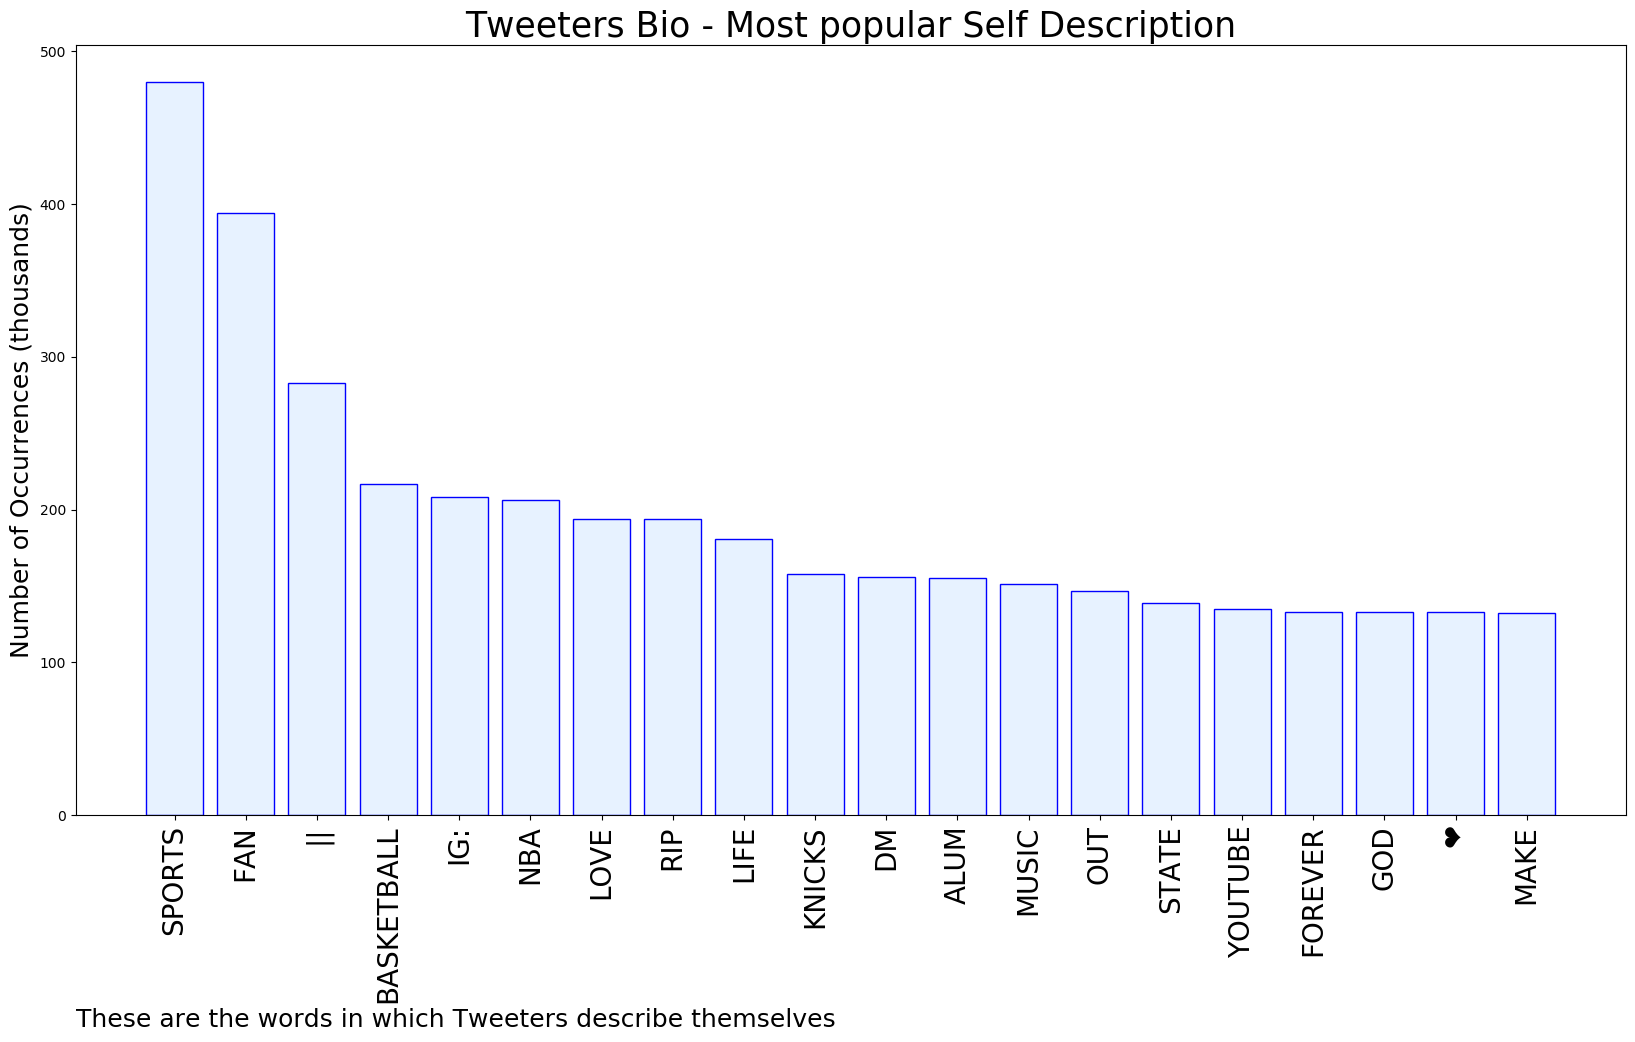 Tweeters Bio - Most popular Self Description
Number of Occurrences (thousands)
500
400
300
200
100
0
SPORTS
FAN
||
BASKETBALL
IG:
NBA
LOVE
RIP
LIFE
KNICKS
DM
ALUM
MUSIC
OUT
STATE
YOUTUBE
FOREVER
GOD
❤
MAKE
These are the words in which Tweeters describe themselves